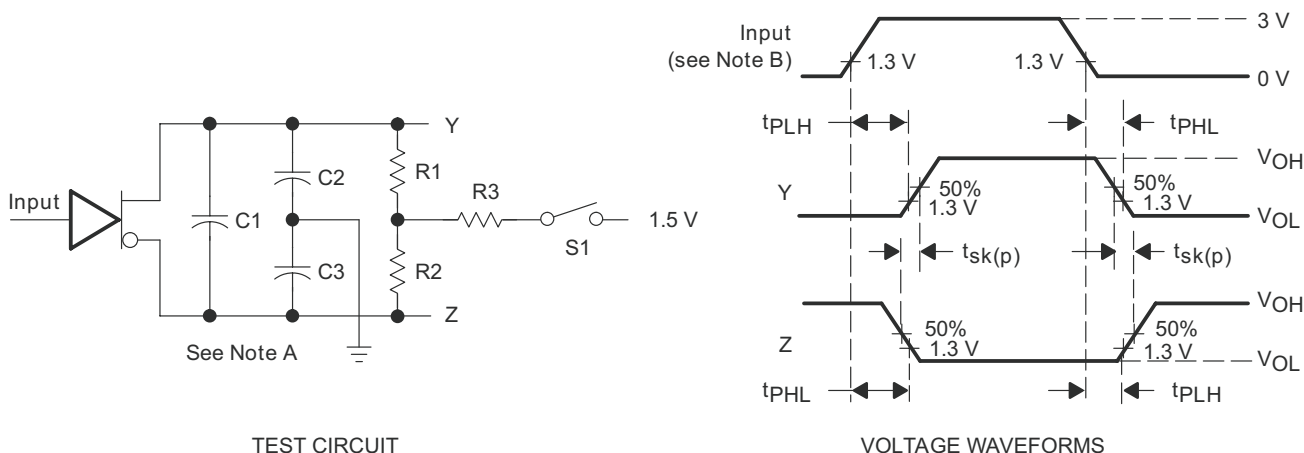 Input
(see Note B)
1.3 V
1.3 V
3 V
0 V
tPLH
tPHL
Y
50%
1.3 V
50%
1.3 V
VOH
VOL
tsk(p)
tsk(p)
Z
50%
1.3 V
50%
1.3 V
VOH
VOL
tPHL
tPLH
Input
C1
C2
C3
R1
R2
R3
S1
1.5 V
Y
Z
See Note A
TEST CIRCUIT
VOLTAGE WAVEFORMS